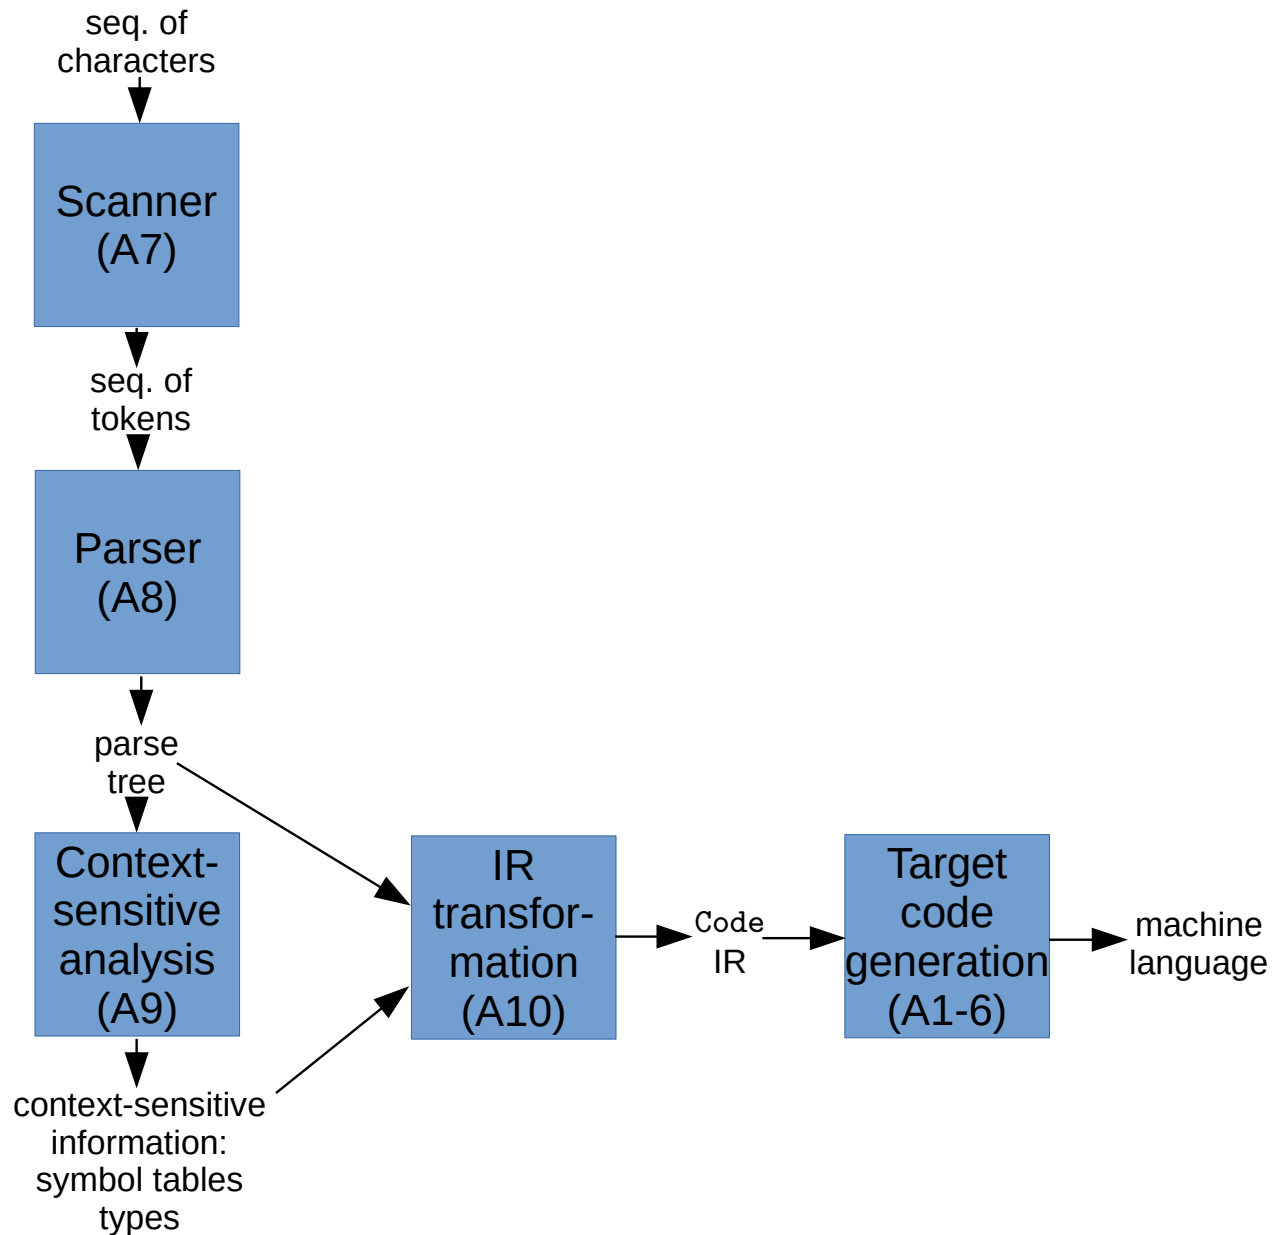 seq. of
characters
Scanner
(A7)
seq. of
tokens
Parser
(A8)
parse
tree
Context-
sensitive
analysis
(A9)
context-sensitive
information:
symbol tables
types
IR
transfor-
mation
(A10)
Code
IR
Target
code
generation
(A1-6)
machine
language